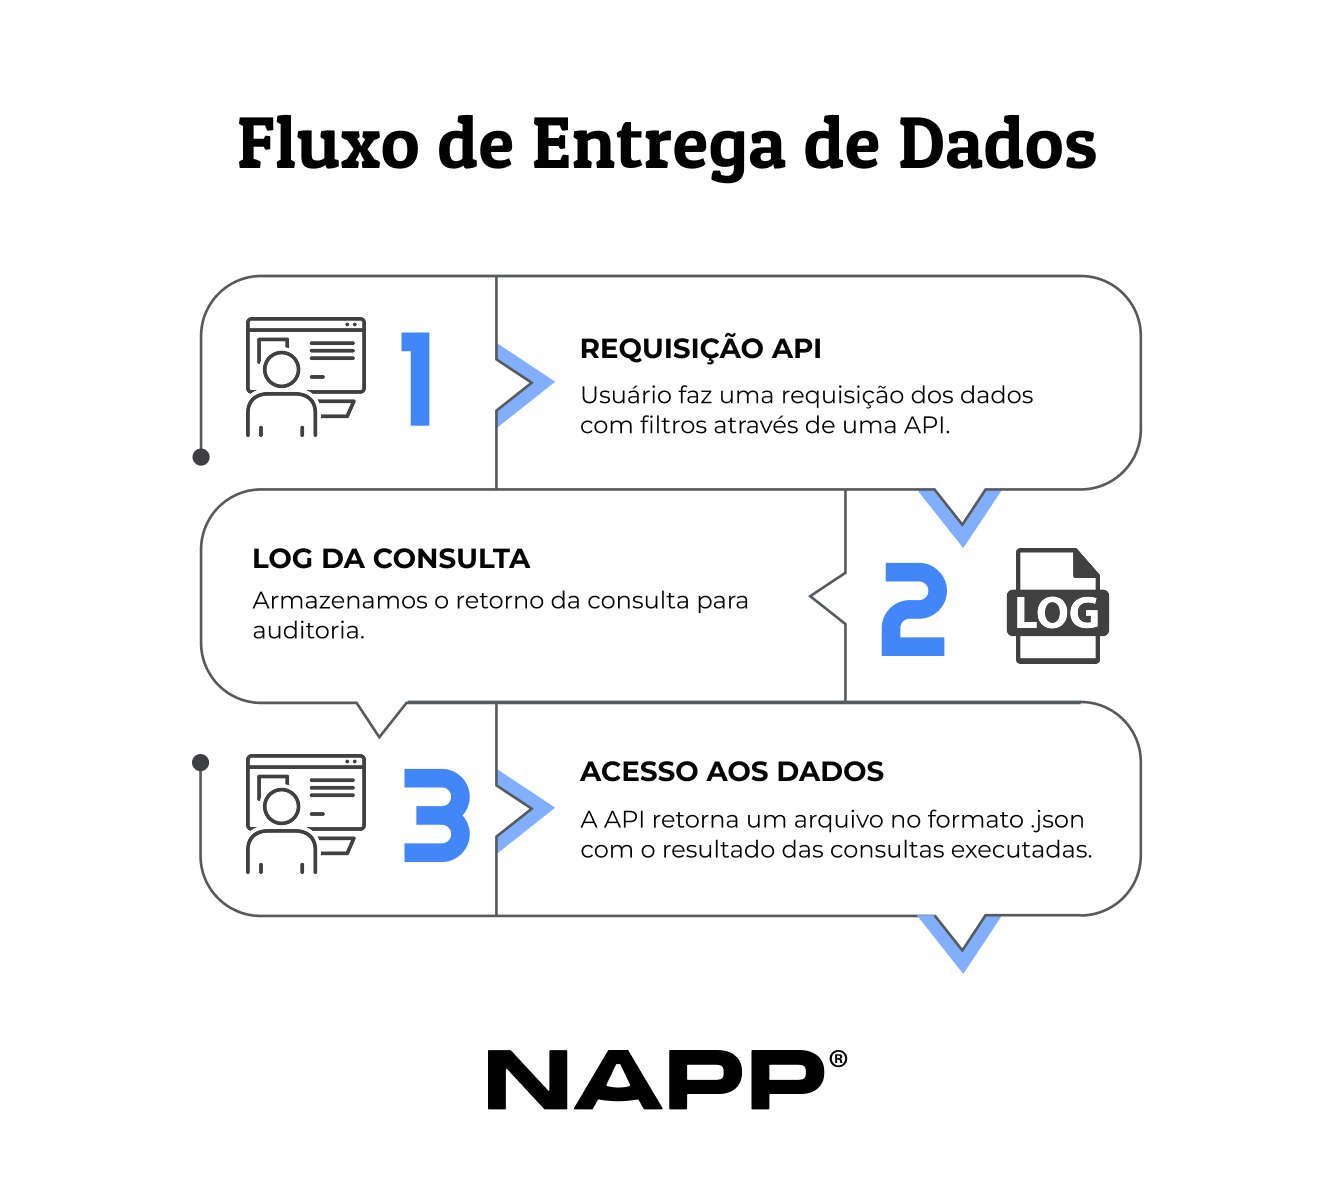 Fluxo de Entrega de Dados
1
REQUISIÇÃO API
Usuário faz uma requisição dos dados
com filtros através de uma API.
LOG DA CONSULTA
Armazenamos o retorno da consulta para
auditoria.
2
LOG
3
ACESSO AOS DADOS
A API retorna um arquivo no formato .json
com o resultado das consultas executadas.
NAPP®